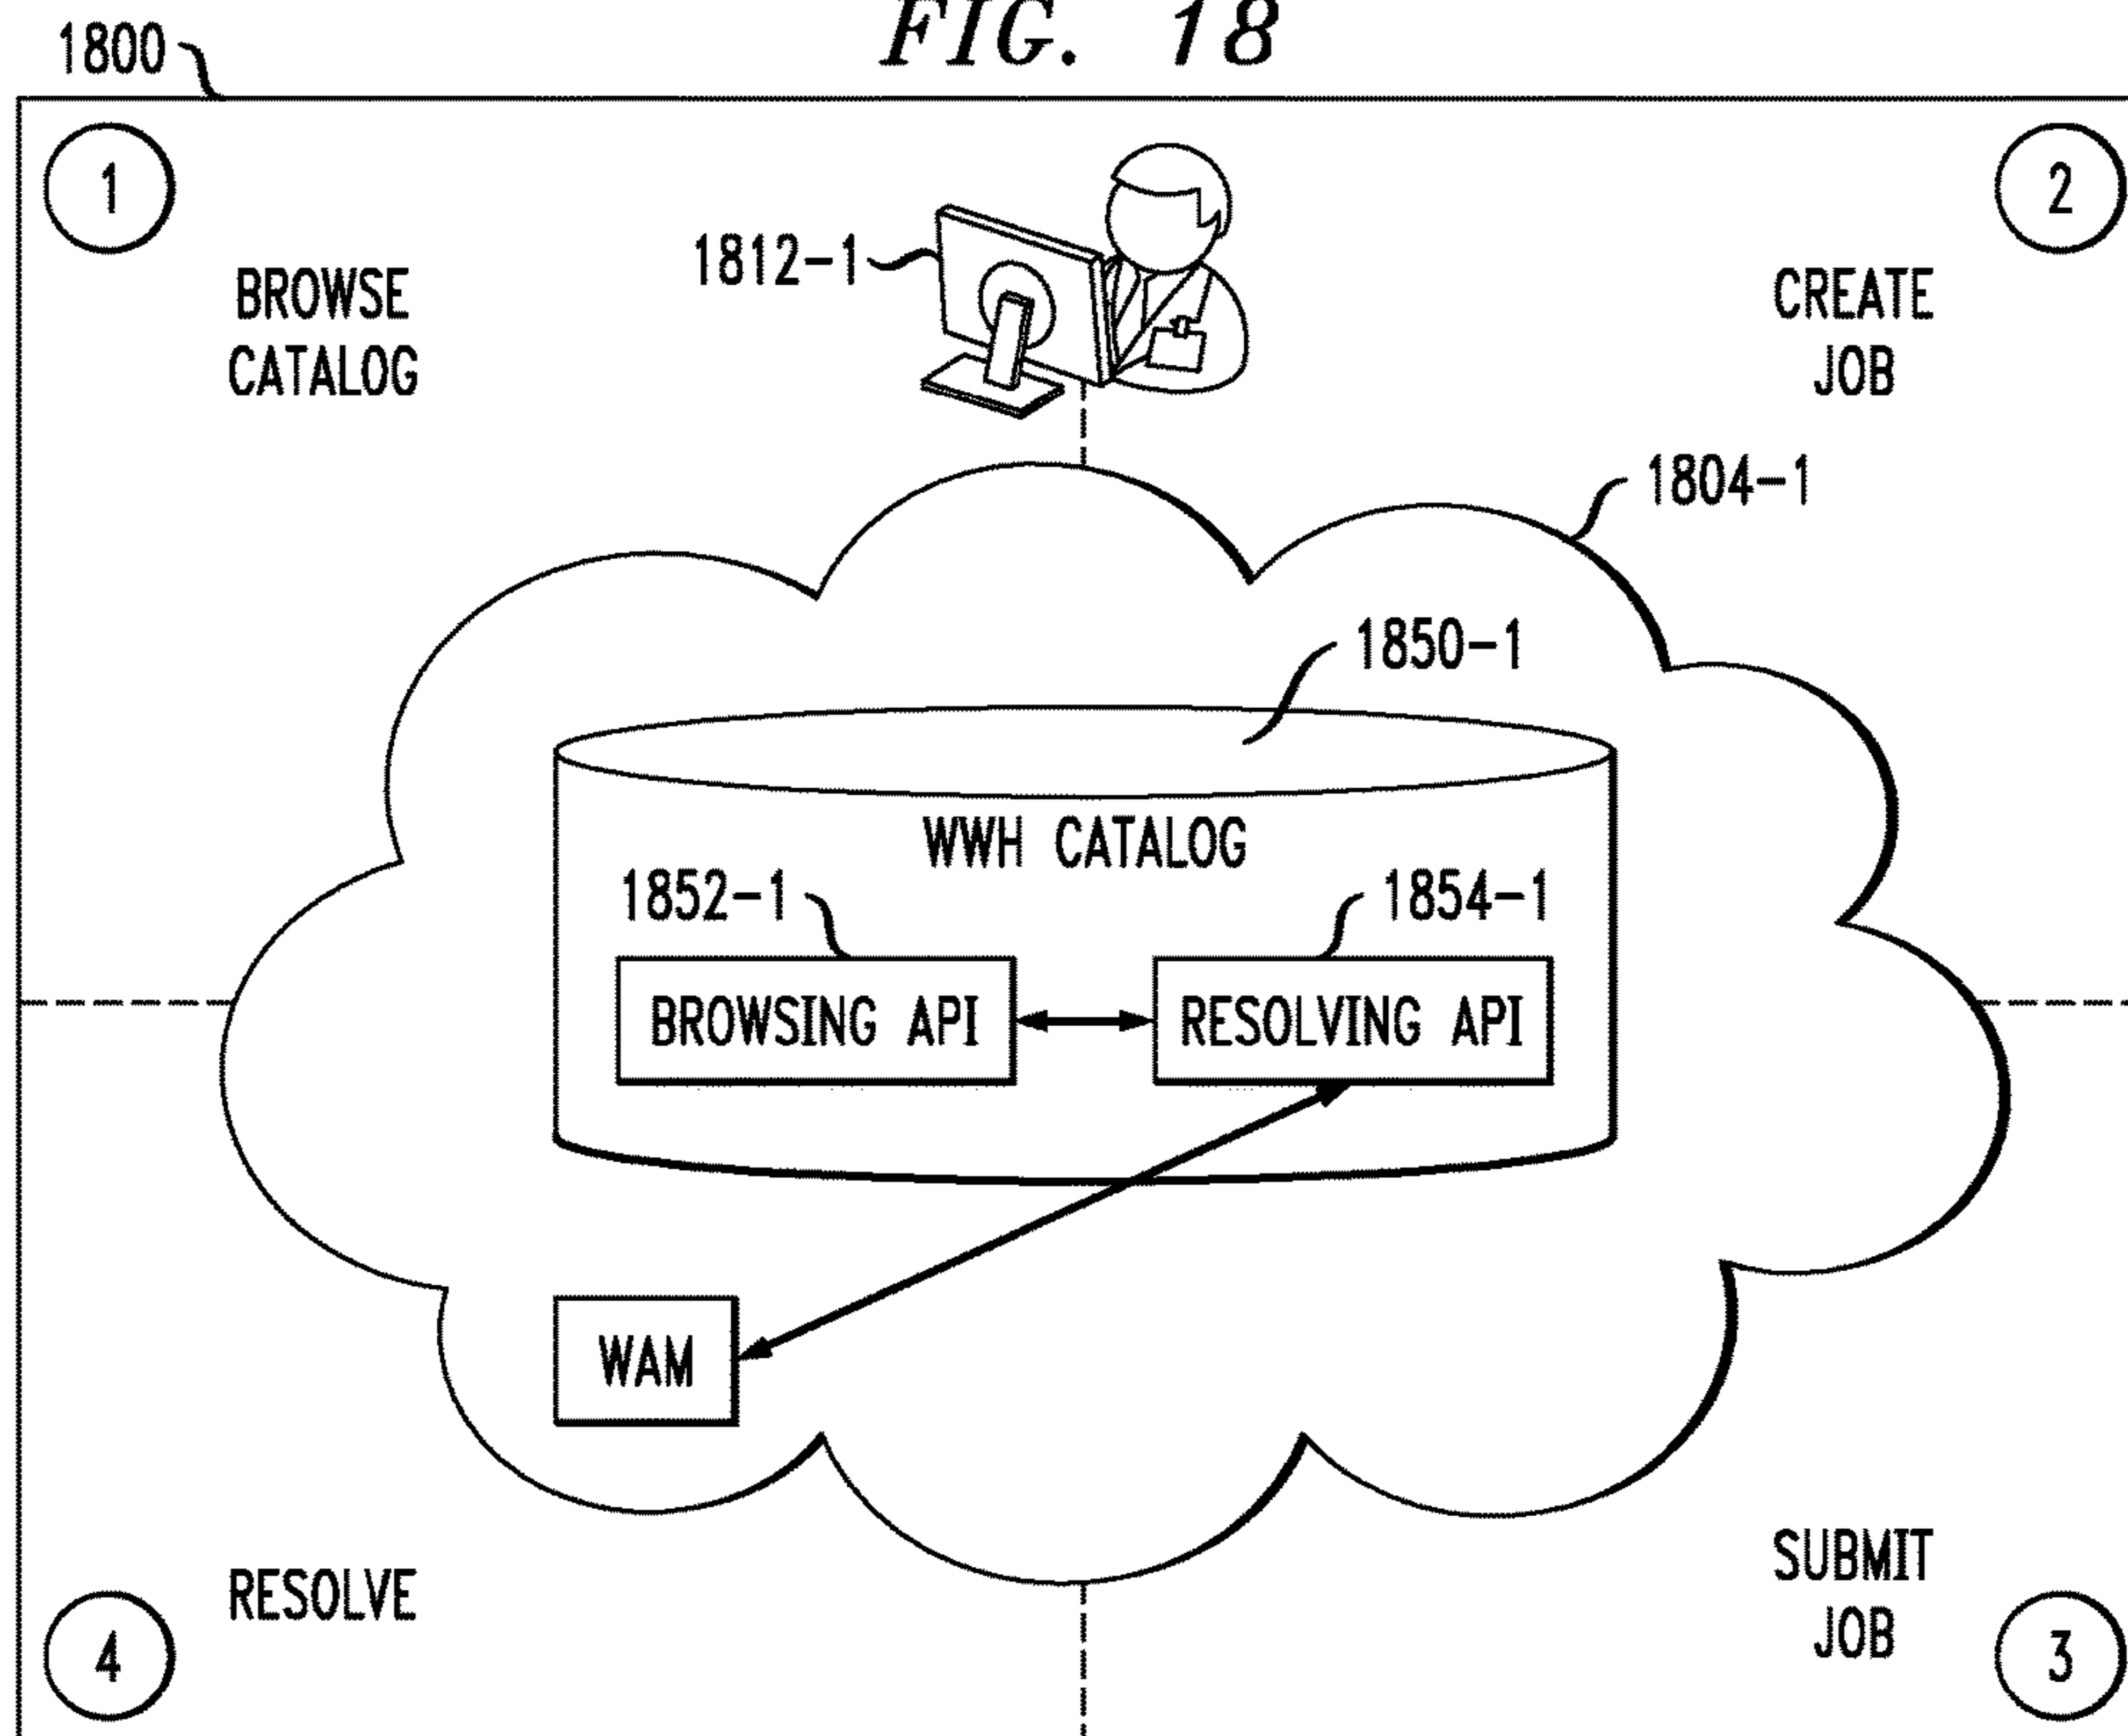 FIG. 18
1800
1
2
1812-1
BROWSE
CATALOG
CREATE
JOB
1804-1
1850-1
WWH CATALOG
1852-1
1854-1
BROWSING API
RESOLVING API
WAM
RESOLVE
SUBMIT
JOB
4
3